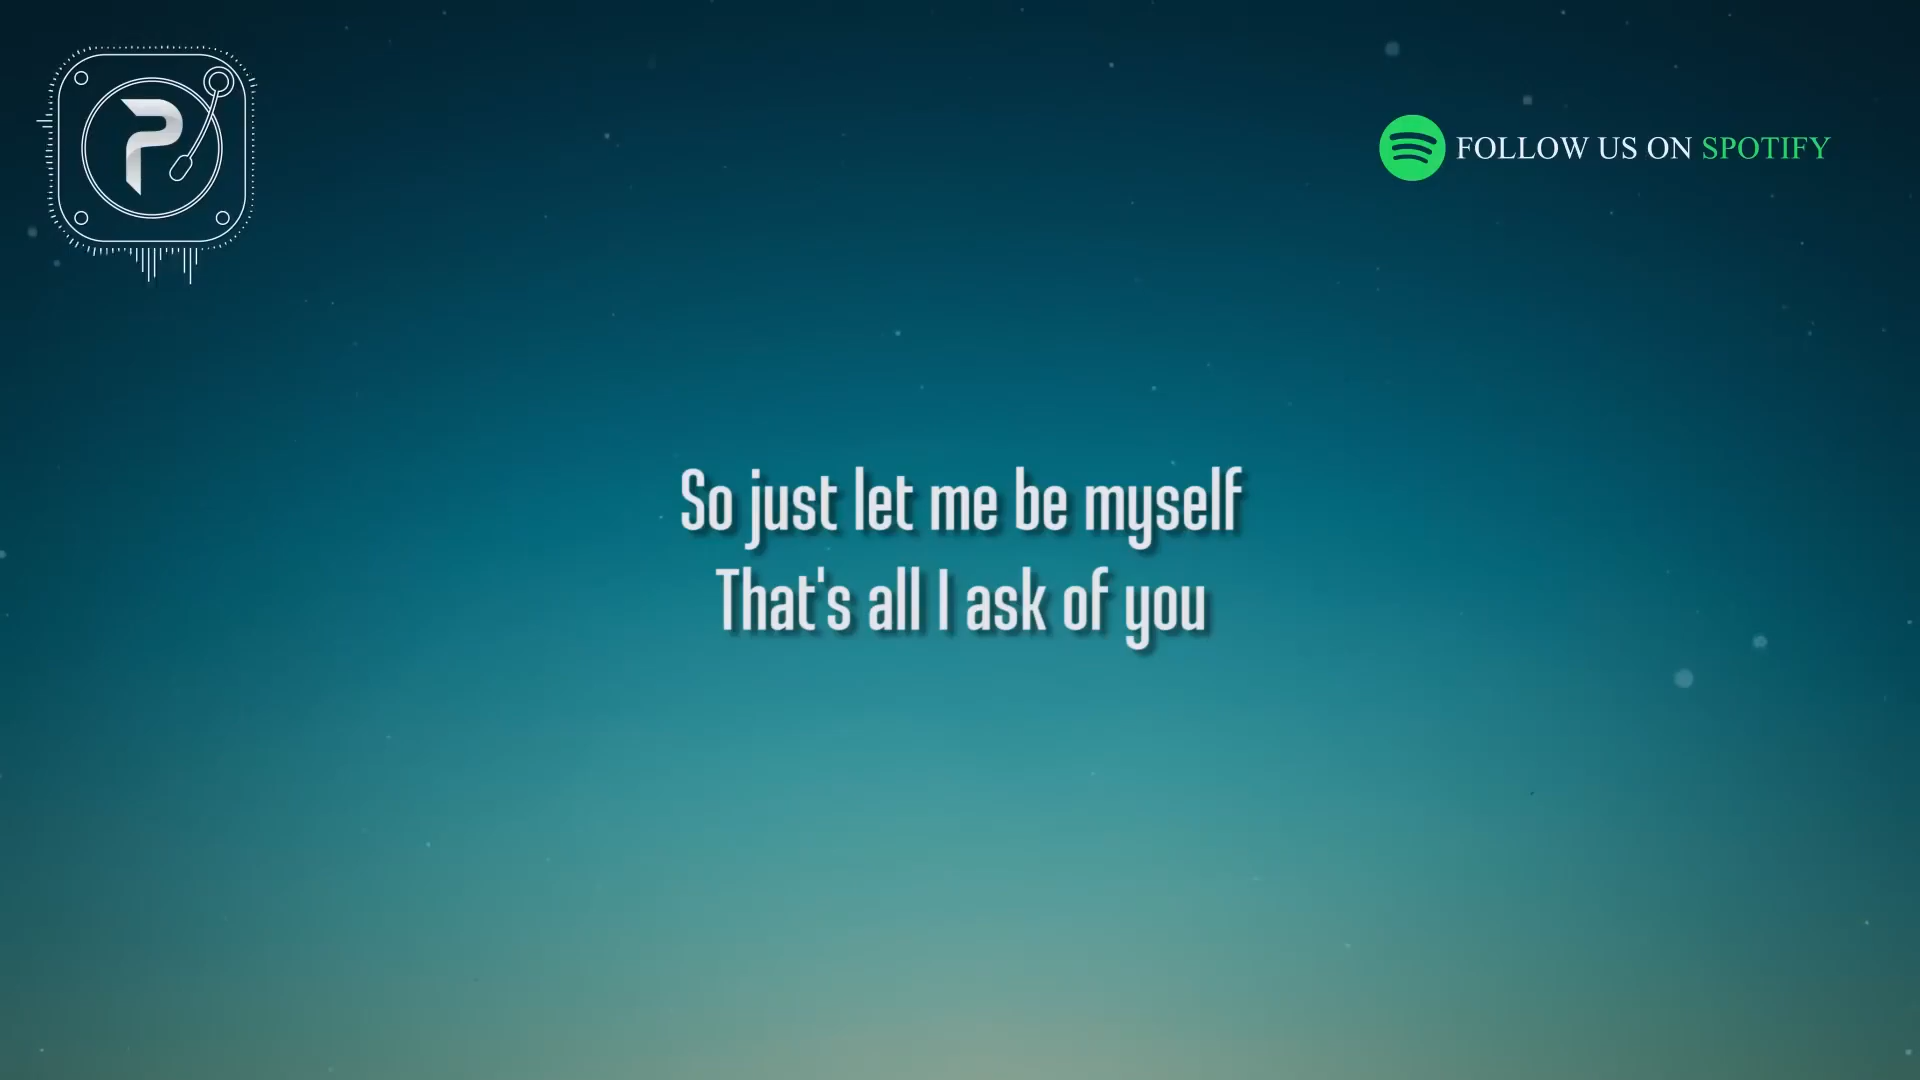 P
FOLLOW US ON SPOTIFY
So just let me be myself
That's all I ask of you